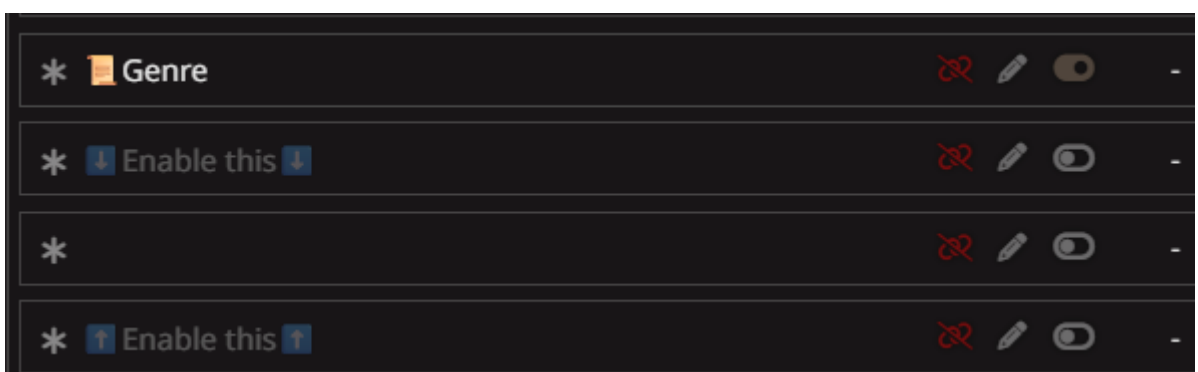 📜 Genre -
⬇️ Enable this ⬇️ -
-
⬆️ Enable this ⬆️ -